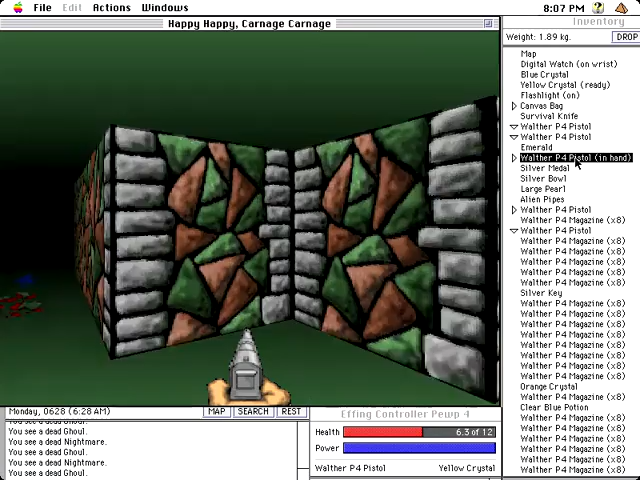 File Edit Actions Windows 8:07 PM
Happy Happy, Carnage Carnage
Inventory
Weight: 1.89 kg. DROP
Map
Digital Watch (on wrist)
Blue Crystal
Yellow Crystal (ready)
Flashlight (on)
Canvas Bag
Survival Knife
Walther P4 Pistol
Walther P4 Pistol
Emerald
Walther P4 Pistol (in hand)
Silver Medal
Silver Bowl
Large Pearl
Alien Pipes
Walther P4 Pistol
Walther P4 Magazine (x8)
Walther P4 Pistol
Walther P4 Magazine (x8)
Walther P4 Magazine (x8)
Walther P4 Magazine (x8)
Walther P4 Magazine (x8)
Walther P4 Magazine (x8)
Silver Key
Walther P4 Magazine (x8)
Walther P4 Magazine (x8)
Walther P4 Magazine (x8)
Walther P4 Magazine (x8)
Walther P4 Magazine (x8)
Walther P4 Magazine (x8)
Walther P4 Magazine (x8)
Walther P4 Magazine (x8)
Orange Crystal
Walther P4 Magazine (x8)
Clear Blue Potion
Walther P4 Magazine (x8)
Walther P4 Magazine (x8)
Walther P4 Magazine (x8)
Walther P4 Magazine (x8)
Walther P4 Magazine (x8)
Walther P4 Magazine (x8)
Monday, 0628 (6:28 AM) MAP SEARCH REST
You see a dead Ghoul.
You see a dead Nightmare.
You see a dead Ghoul.
You see a dead Nightmare.
You see a dead Ghoul.
Effing Controller Pewp 4
Health 6.3 of 12
Power
Walther P4 Pistol Yellow Crystal